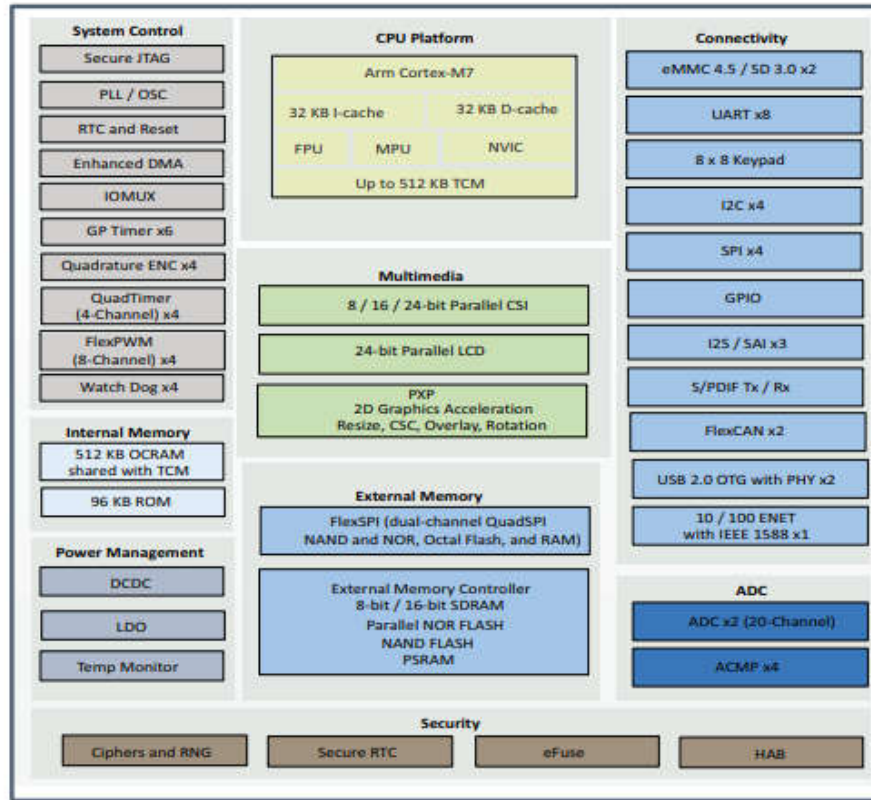 System Control
Secure JTAG
PLL / OSC
RTC and Reset
Enhanced DMA
IOMUX
GP Timer x6
Quadrature ENC x4
QuadTimer
(4-Channel) x4
FlexPWM
(8-Channel) x4
Watch Dog x4
Internal Memory
512 KB OCRAM
shared with TCM
96 KB ROM
Power Management
DCDC
LDO
Temp Monitor
CPU Platform
Arm Cortex-M7
32 KB I-cache
32 KB D-cache
FPU
MPU
NVIC
Up to 512 KB TCM
Multimedia
8 / 16 / 24-bit Parallel CSI
24-bit Parallel LCD
PXP
2D Graphics Acceleration
Resize, CSC, Overlay, Rotation
External Memory
FlexSPI (dual-channel QuadSPI
NAND and NOR, Octal Flash, and RAM)
External Memory Controller
8-bit / 16-bit SDRAM
Parallel NOR FLASH
NAND FLASH
PSRAM
Connectivity
eMMC 4.5 / SD 3.0 x2
UART x8
8 x 8 Keypad
I2C x4
SPI x4
GPIO
I2S / SAI x3
S/PDIF Tx / Rx
FlexCAN x2
USB 2.0 OTG with PHY x2
10 / 100 ENET
with IEEE 1588 x1
ADC
ADC x2 (20-Channel)
ACMP x4
Security
Ciphers and RNG
Secure RTC
eFuse
HAB